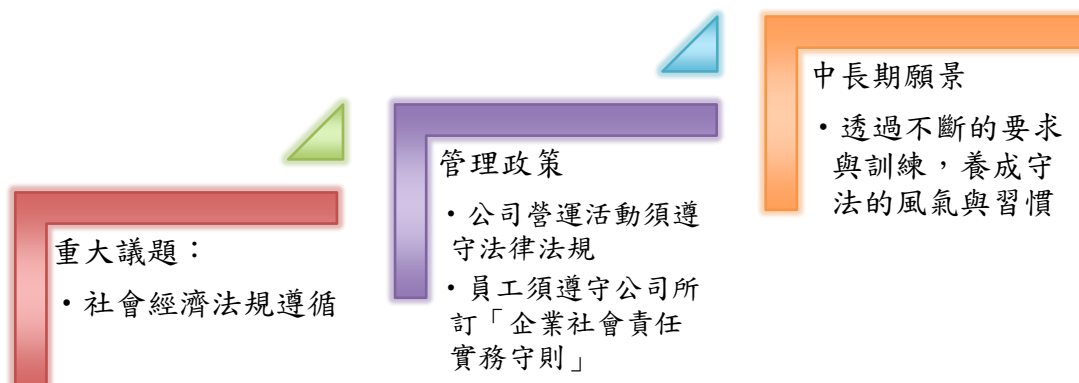 重大議題：
・社會經濟法規遵循
管理政策
・公司營運活動須遵
守法律法規
・員工須遵守公司所
訂「企業社會責任
實務守則」
中長期願景
・透過不斷的要求
與訓練，養成守
法的風氣與習慣